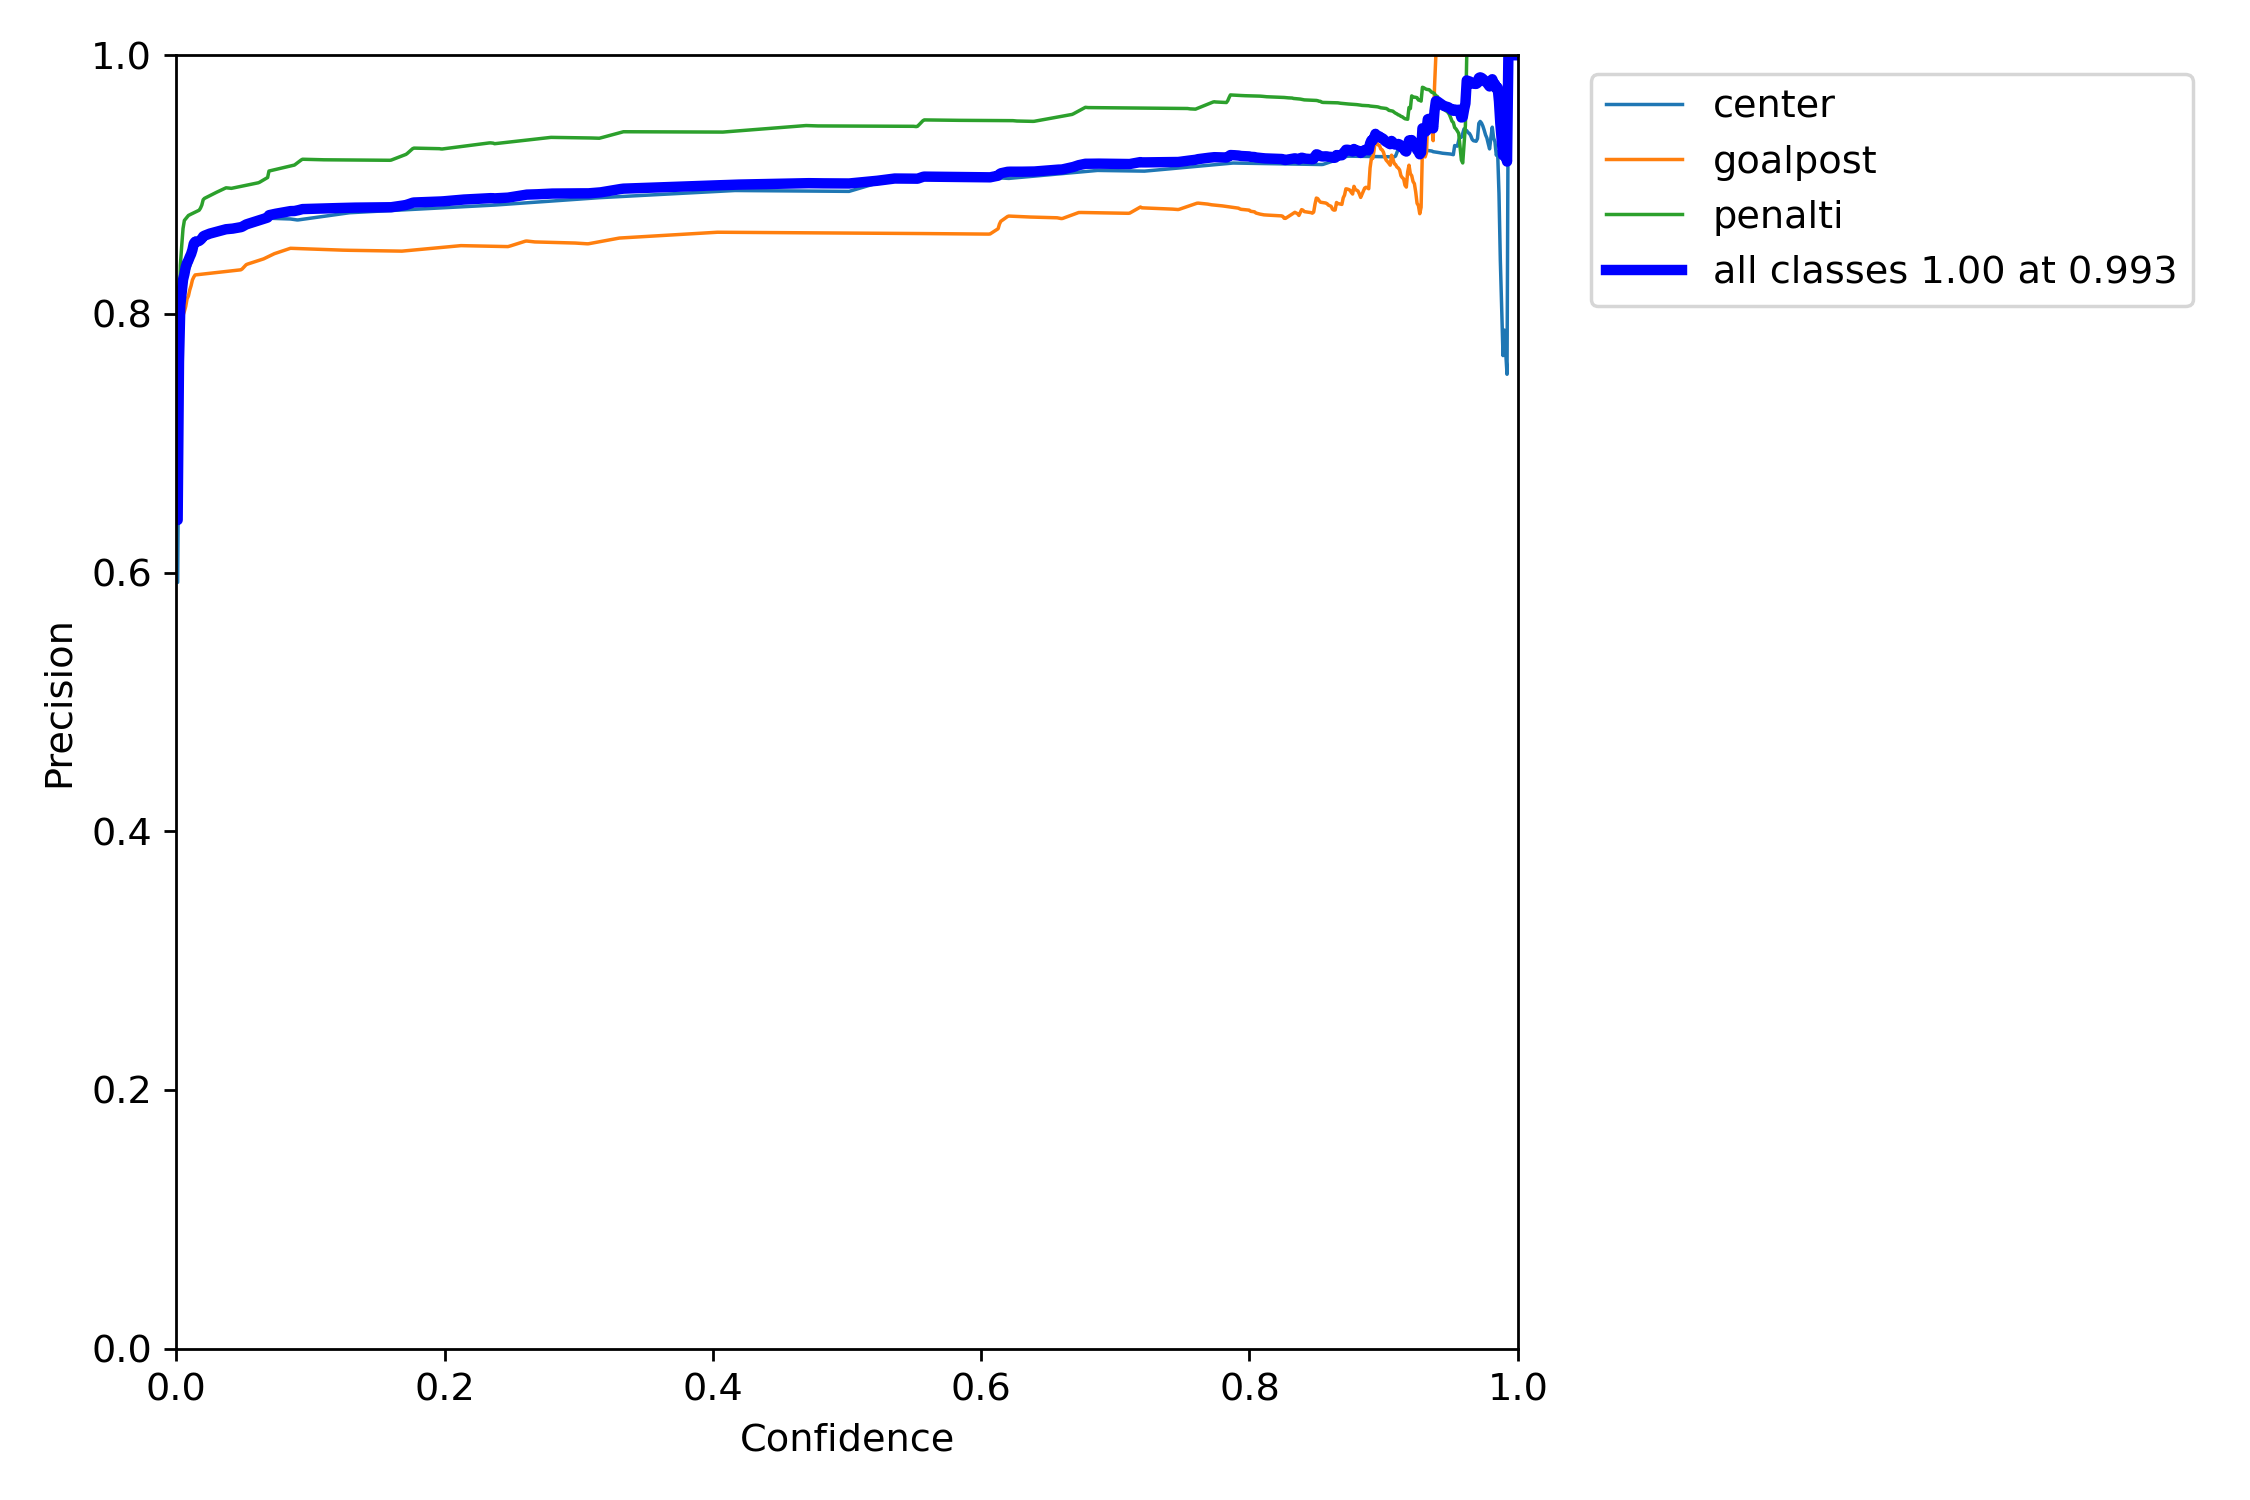 1.0
0.8
0.6
0.4
0.2
0.0
Precision
0.0 0.2 0.4 0.6 0.8 1.0
Confidence
center
goalpost
penalti
all classes 1.00 at 0.993